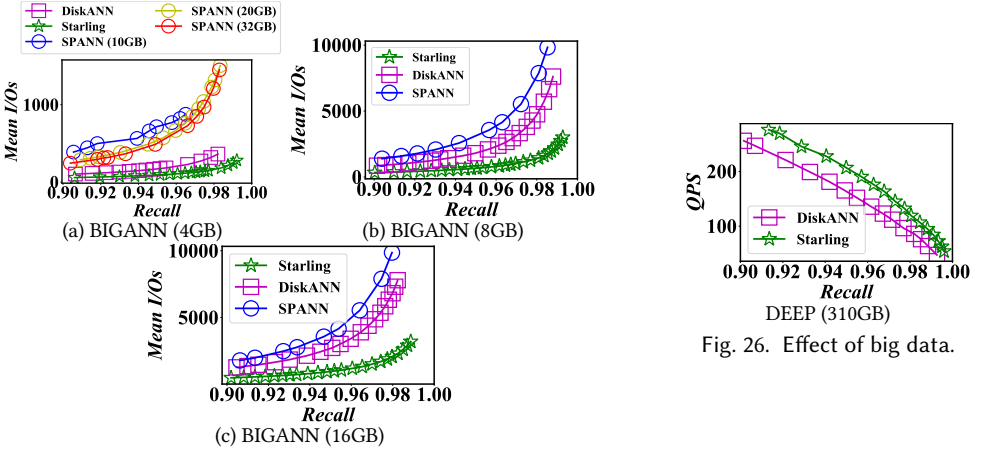 DiskANN
Starling
SPANN (10GB)
SPANN (20GB)
SPANN (32GB)
Mean I/Os
1000
0
0.90 0.92 0.94 0.96 0.98 1.00
Recall
(a) BIGANN (4GB)
Mean I/Os
10000
5000
0
Starling
DiskANN
SPANN
0.90 0.92 0.94 0.96 0.98 1.00
Recall
(b) BIGANN (8GB)
Mean I/Os
10000
5000
Starling
DiskANN
SPANN
0.90 0.92 0.94 0.96 0.98 1.00
Recall
(c) BIGANN (16GB)
QPS
200
100
DiskANN
Starling
0.90 0.92 0.94 0.96 0.98 1.00
Recall
DEEP (310GB)
Fig. 26. Effect of big data.